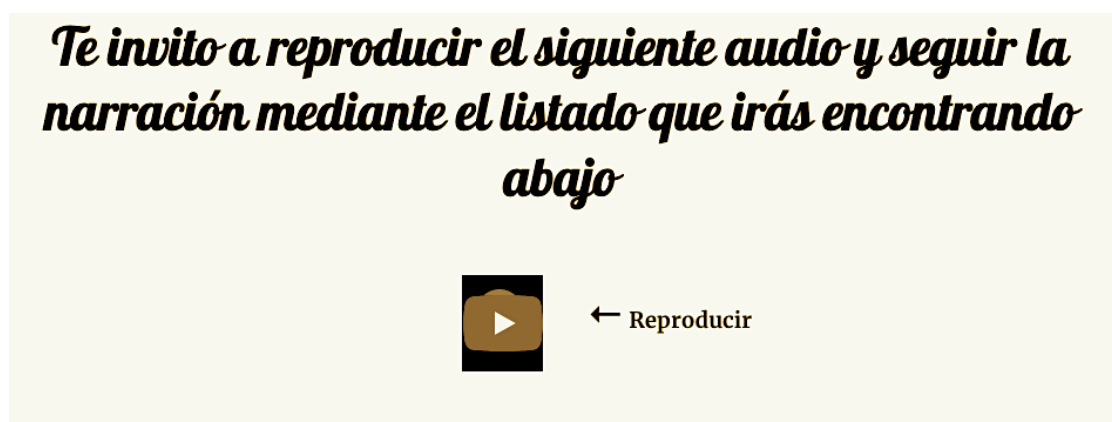 Te invito a reproducir el siguiente audio y seguir la
narración mediante el listado que irás encontrando
abajo
← Reproducir